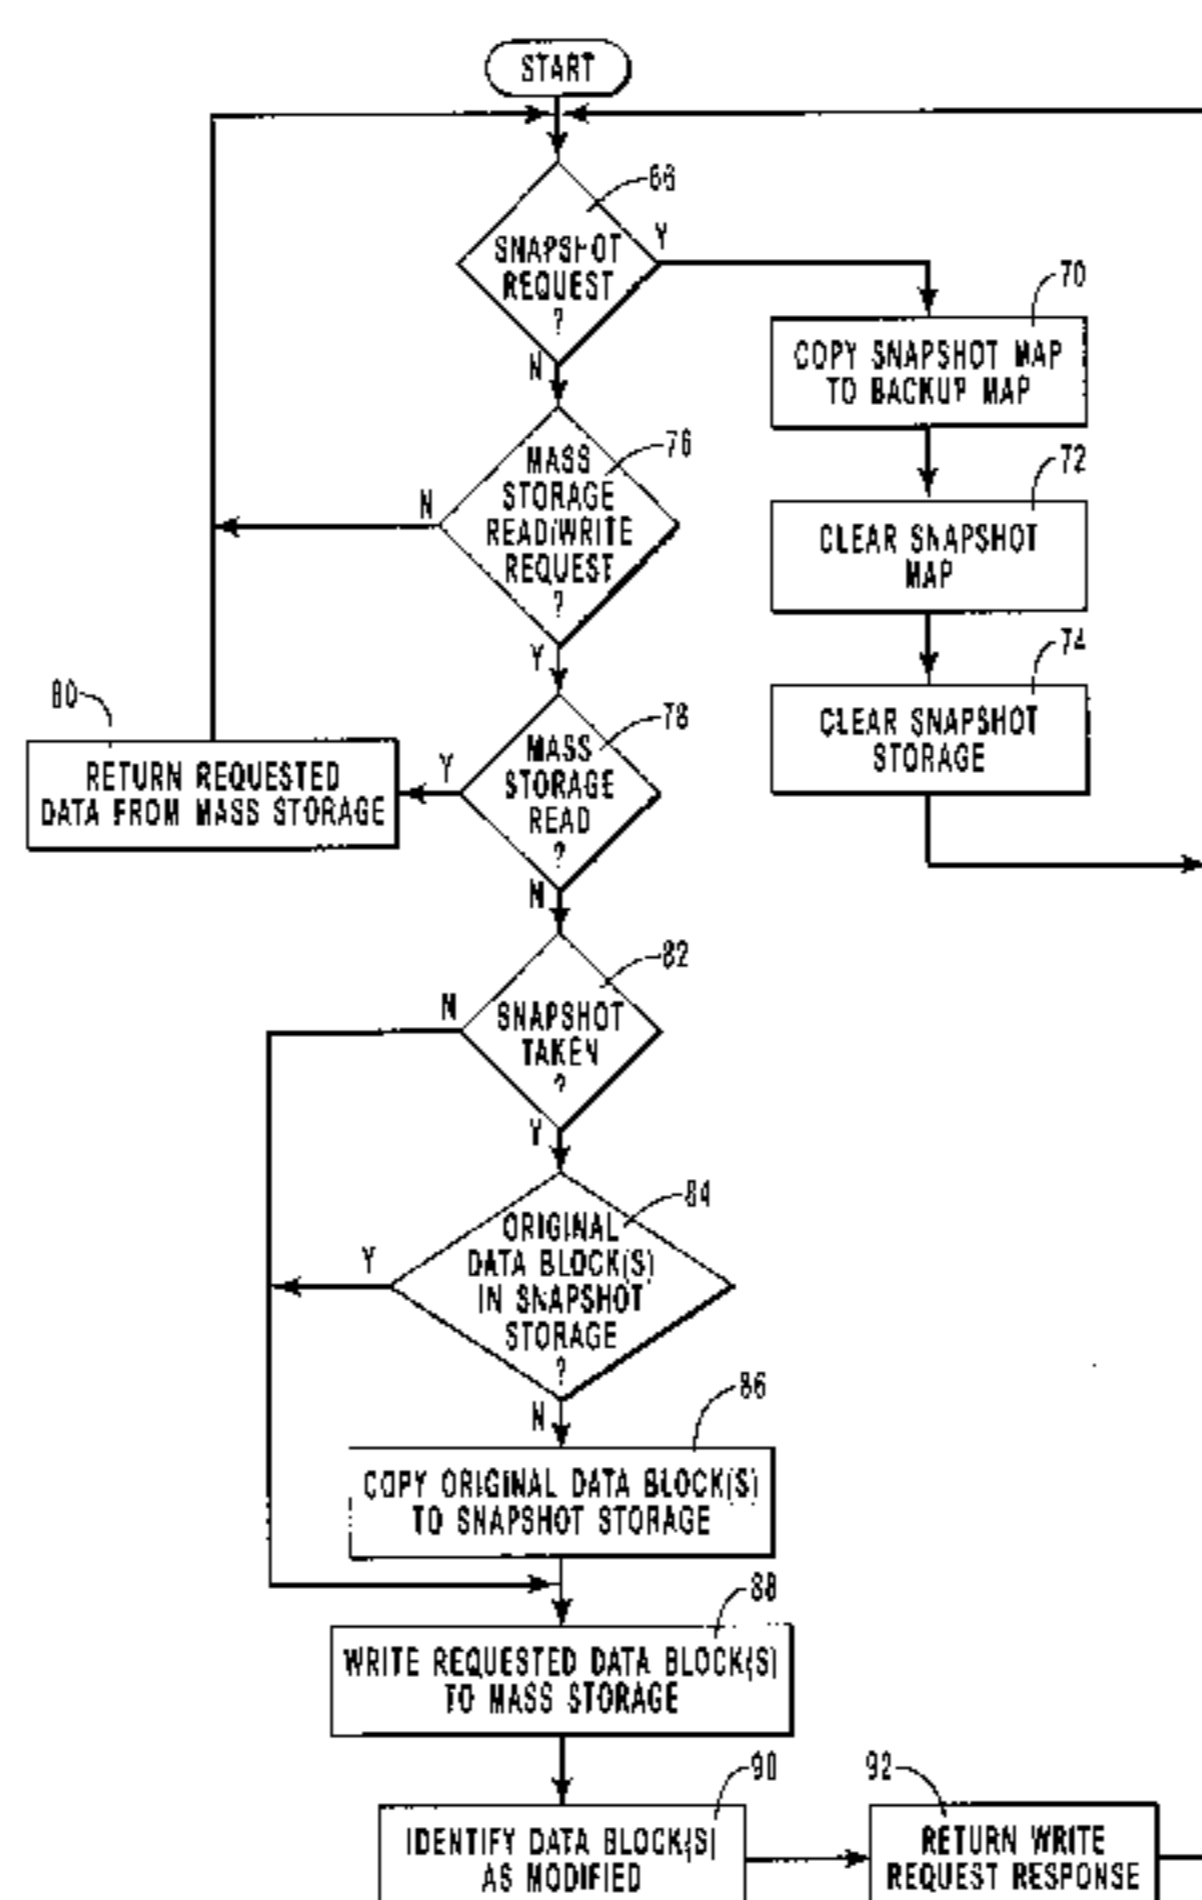 START
66
SNAPSHOT
REQUEST
?
Y
N
70
COPY SNAPSHOT MAP
TO BACKUP MAP
76
MASS
STORAGE
READ/WRITE
REQUEST
?
N
Y
72
CLEAR SNAPSHOT
MAP
74
CLEAR SNAPSHOT
STORAGE
80
RETURN REQUESTED
DATA FROM MASS STORAGE
78
MASS
STORAGE
READ
?
Y
N
82
SNAPSHOT
TAKEN
?
N
Y
84
ORIGINAL
DATA BLOCK(S)
IN SNAPSHOT
STORAGE
?
Y
N
86
COPY ORIGINAL DATA BLOCK(S)
TO SNAPSHOT STORAGE
88
WRITE REQUESTED DATA BLOCK(S)
TO MASS STORAGE
90
IDENTIFY DATA BLOCK(S)
AS MODIFIED
92
RETURN WRITE
REQUEST RESPONSE